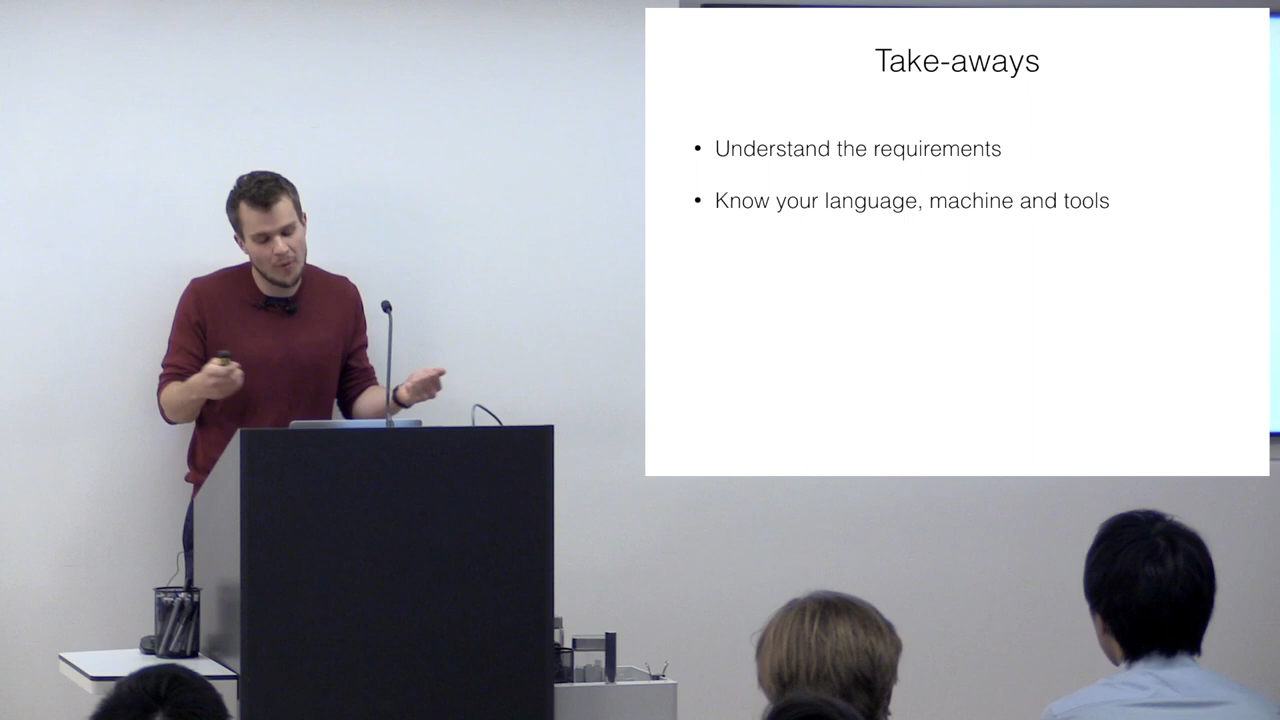 Take-aways
• Understand the requirements
• Know your language, machine and tools